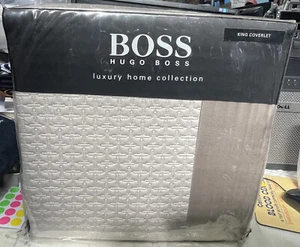 BOSS
HUGO BOSS
luxury home collection
KING COVERLET